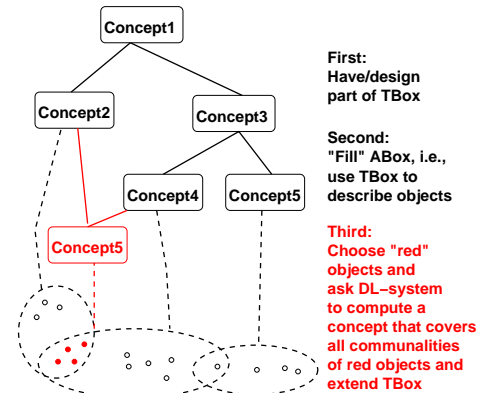 Concept1
Concept2
Concept3
Concept4
Concept5
Concept5
First:
Have/design
part of TBox
Second:
"Fill" ABox, i.e.,
use TBox to
describe objects
Third:
Choose "red"
objects and
ask DL−system
to compute a
concept that covers
all communalities
of red objects and
extend TBox